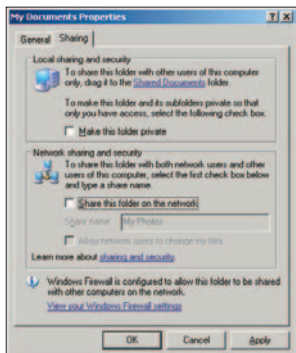 My Documents Properties
General Sharing
Local sharing and security
To share this folder with other users of this computer
only, drag it to the Shared Documents folder.
To make this folder and its subfolders private so that
only you have access, select the following check box.
Make this folder private
Network sharing and security
To share this folder with both network users and other
users of this computer, select the first check box below
and type a share name.
Share this folder on the network
Share name: My Photos
Allow network users to change my files
Learn more about sharing and security.
Windows Firewall is configured to allow this folder to be shared
with other computers on the network.
View your Windows Firewall settings
OK Cancel Apply